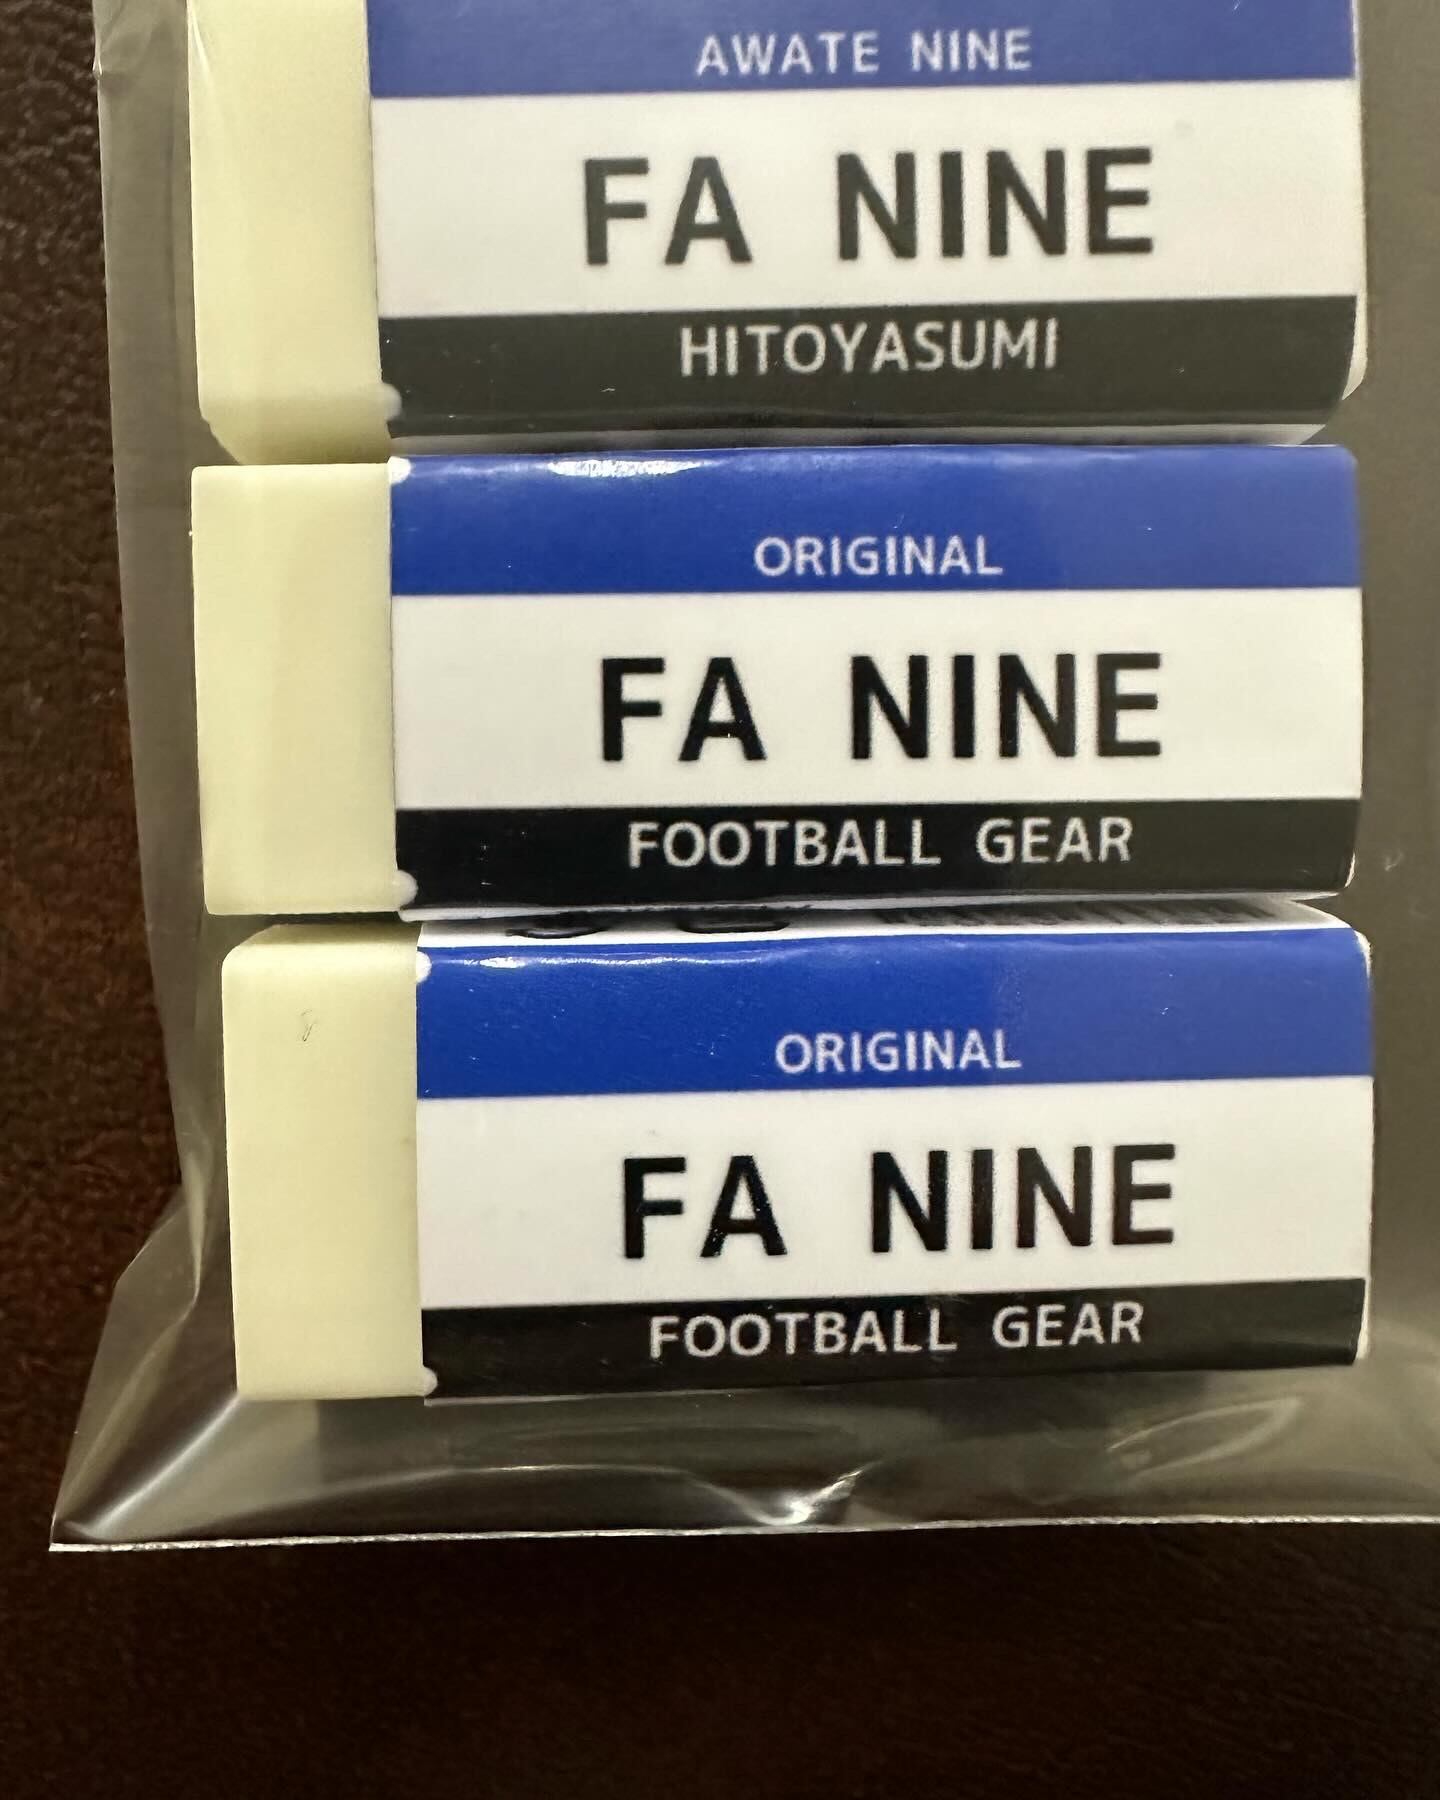 AWATE NINE
FA NINE
HITOYASUMI
ORIGINAL
FA NINE
FOOTBALL GEAR
ORIGINAL
FA NINE
FOOTBALL GEAR